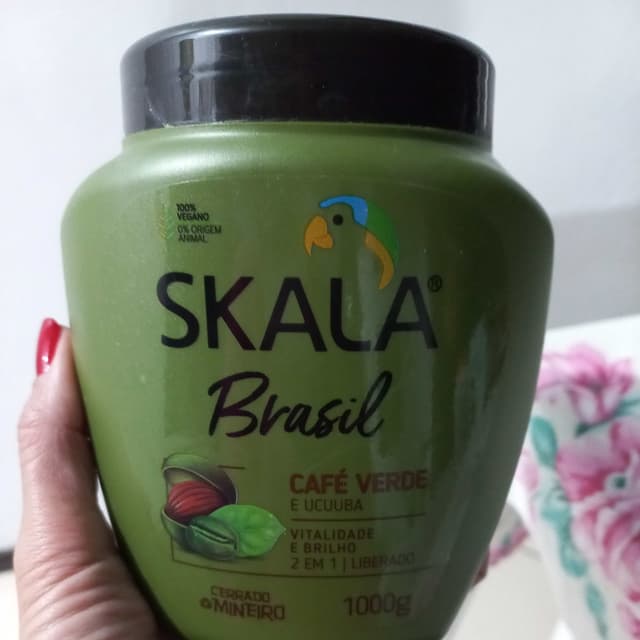 100%
VEGANO
0% ORIGEM
ANIMAL
SKALA®
Brasil
CAFÉ VERDE
E UCUUBA
VITALIDADE
E BRILHO
2 EM 1 | LIBERADO
CERRADO
MINEIRO
1000g